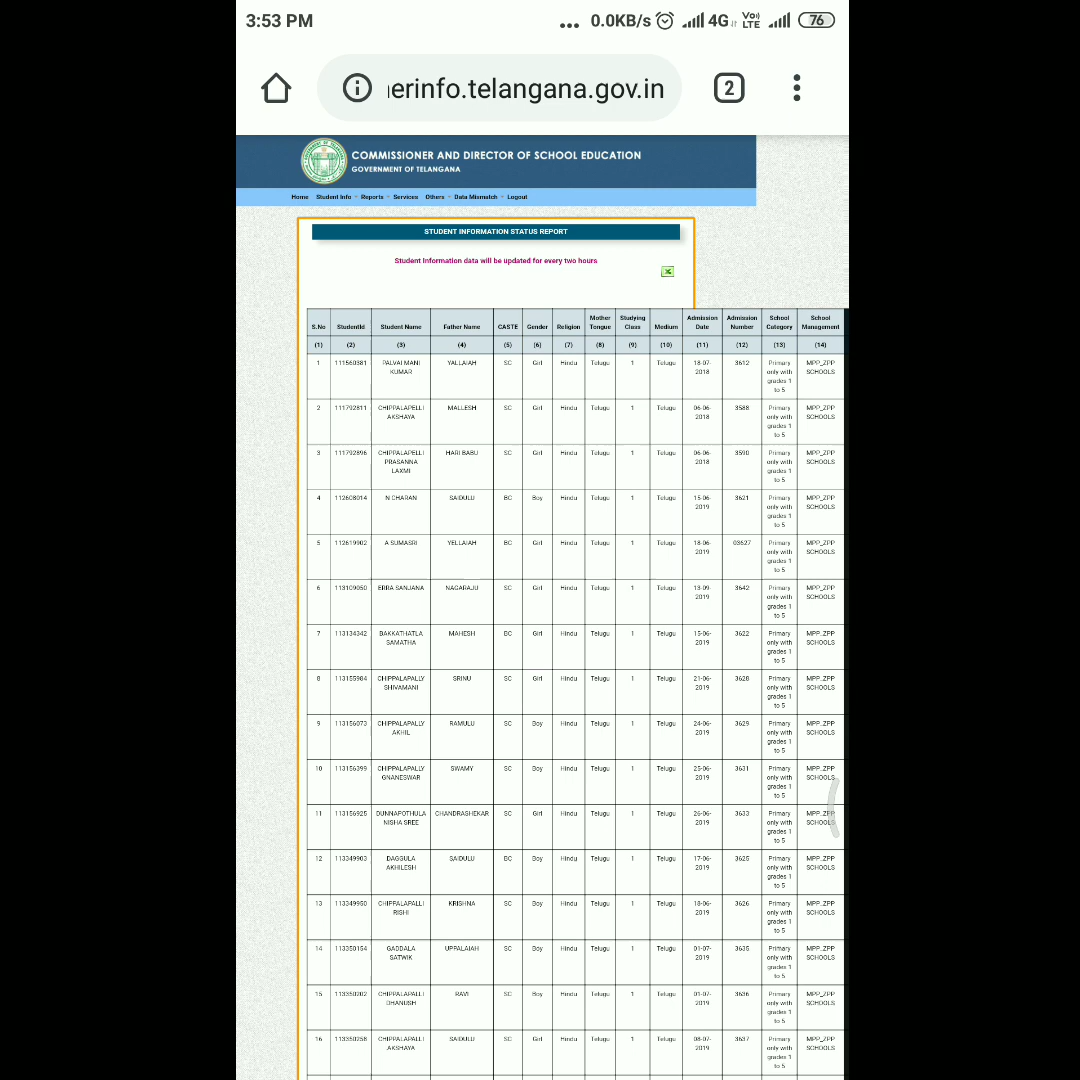 3:53 PM ... 0.0KB/s 4G Vo) LTE 76
erinfo.telangana.gov.in 2
COMMISSIONER AND DIRECTOR OF SCHOOL EDUCATION
GOVERNMENT OF TELANGANA
Home Student Info Reports Services Others Data Mismatch Logout
STUDENT INFORMATION STATUS REPORT
Student Information data will be updated for every two hours
S.No StudentId Student Name Father Name CASTE Gender Religion Mother Tongue Studying Class Medium Admission Date Admission Number School Category School Management
(1) (2) (3) (4) (5) (6) (7) (8) (9) (10) (11) (12) (13) (14)
1 111560381 PALVAI MANI KUMAR YALLAIAH SC Girl Hindu Telugu 1 Telugu 18-07-2018 3612 Primary only with grades 1 to 5 MPP_ZPP SCHOOLS
2 111792811 CHIPPALAPELLI AKSHAYA MALLESH SC Girl Hindu Telugu 1 Telugu 06-06-2018 3588 Primary only with grades 1 to 5 MPP_ZPP SCHOOLS
3 111792896 CHIPPALAPELLI PRASANNA LAXMI HARI BABU SC Girl Hindu Telugu 1 Telugu 06-06-2018 3590 Primary only with grades 1 to 5 MPP_ZPP SCHOOLS
4 112608014 N CHARAN SAIDULU BC Boy Hindu Telugu 1 Telugu 15-06-2019 3621 Primary only with grades 1 to 5 MPP_ZPP SCHOOLS
5 112619902 A SUMASRI YELLAIAH BC Girl Hindu Telugu 1 Telugu 18-06-2019 03627 Primary only with grades 1 to 5 MPP_ZPP SCHOOLS
6 113109050 ERRA SANJANA NAGARAJU SC Girl Hindu Telugu 1 Telugu 13-09-2019 3642 Primary only with grades 1 to 5 MPP_ZPP SCHOOLS
7 113134342 BAKKATHATLA SAMATHA MAHESH BC Girl Hindu Telugu 1 Telugu 15-06-2019 3622 Primary only with grades 1 to 5 MPP_ZPP SCHOOLS
8 113155984 CHIPPALAPALLY SHIVAMANI SRINU SC Girl Hindu Telugu 1 Telugu 21-06-2019 3628 Primary only with grades 1 to 5 MPP_ZPP SCHOOLS
9 113156073 CHIPPALAPALLY AKHIL RAMULU SC Boy Hindu Telugu 1 Telugu 24-06-2019 3629 Primary only with grades 1 to 5 MPP_ZPP SCHOOLS
10 113156399 CHIPPALAPALLY GNANESWAR SWAMY SC Boy Hindu Telugu 1 Telugu 25-06-2019 3631 Primary only with grades 1 to 5 MPP_ZPP SCHOOLS
11 113156925 DUNNAPOTHULA NISHA SREE CHANDRASHEKAR SC Girl Hindu Telugu 1 Telugu 26-06-2019 3633 Primary only with grades 1 to 5 MPP_ZPP SCHOOLS
12 113349903 DAGGULA AKHILESH SAIDULU BC Boy Hindu Telugu 1 Telugu 17-06-2019 3625 Primary only with grades 1 to 5 MPP_ZPP SCHOOLS
13 113349950 CHIPPALAPALLI RISHI KRISHNA SC Boy Hindu Telugu 1 Telugu 18-06-2019 3626 Primary only with grades 1 to 5 MPP_ZPP SCHOOLS
14 113350154 GADDALA SATWIK UPPALAIAH SC Boy Hindu Telugu 1 Telugu 01-07-2019 3635 Primary only with grades 1 to 5 MPP_ZPP SCHOOLS
15 113350202 CHIPPALAPALLI DHANUSH RAVI SC Boy Hindu Telugu 1 Telugu 01-07-2019 3636 Primary only with grades 1 to 5 MPP_ZPP SCHOOLS
16 113350258 CHIPPALAPALLI AKSHAYA SAIDULU SC Girl Hindu Telugu 1 Telugu 08-07-2019 3637 Primary only with grades 1 to 5 MPP_ZPP SCHOOLS